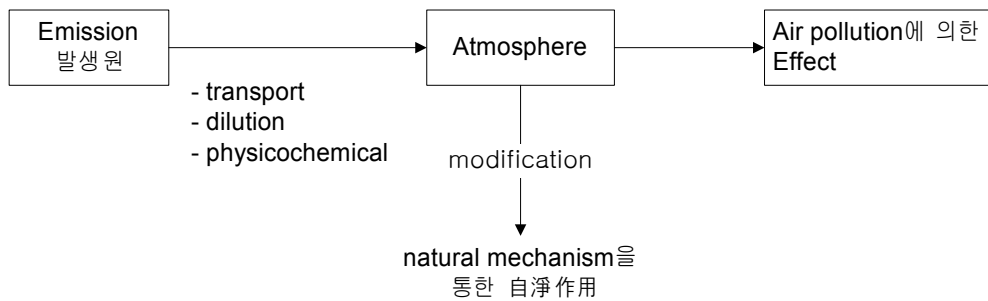 Emission
발생원
- transport
- dilution
- physicochemical
Atmosphere
modification
natural mechanism을
통한 自淨作用
Air pollution에 의한
Effect